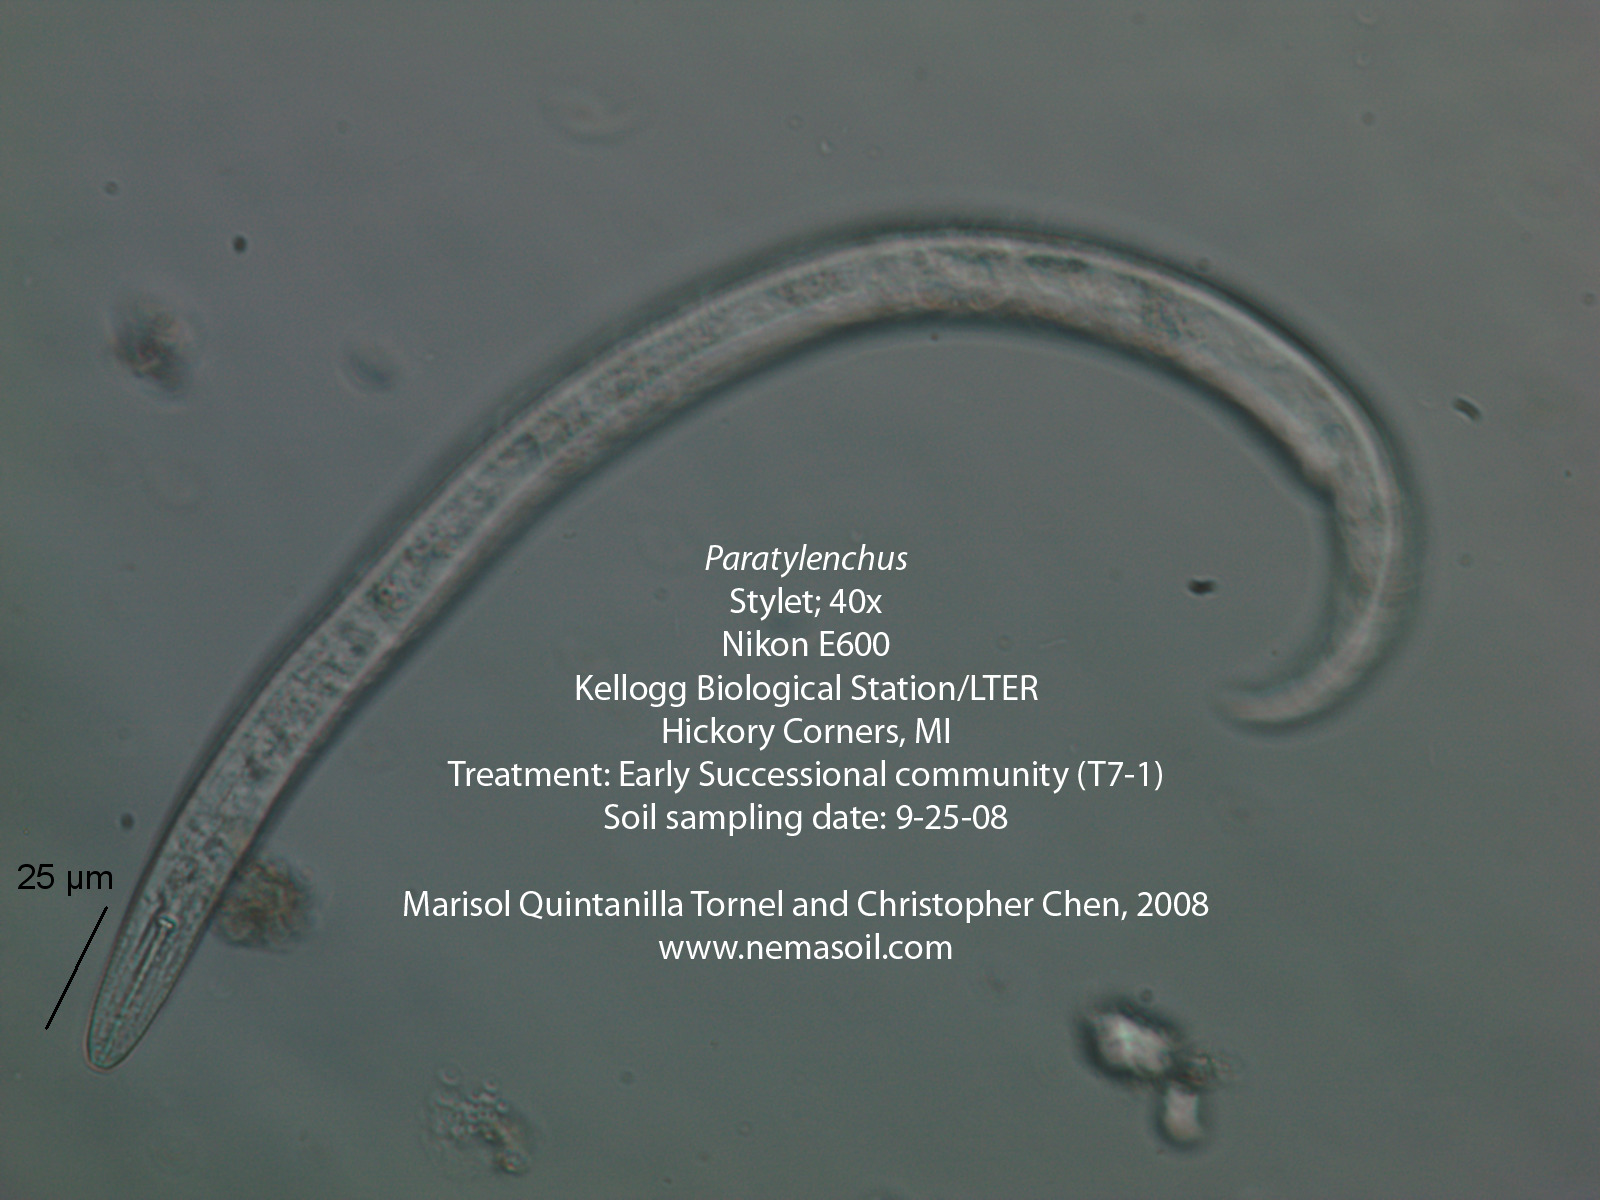 Paratylenchus
Stylet; 40x
Nikon E600
Kellogg Biological Station/LTER
Hickory Corners, MI
Treatment: Early Successional community (T7-1)
Soil sampling date: 9-25-08
25 µm
Marisol Quintanilla Tornel and Christopher Chen, 2008
www.nemasoil.com